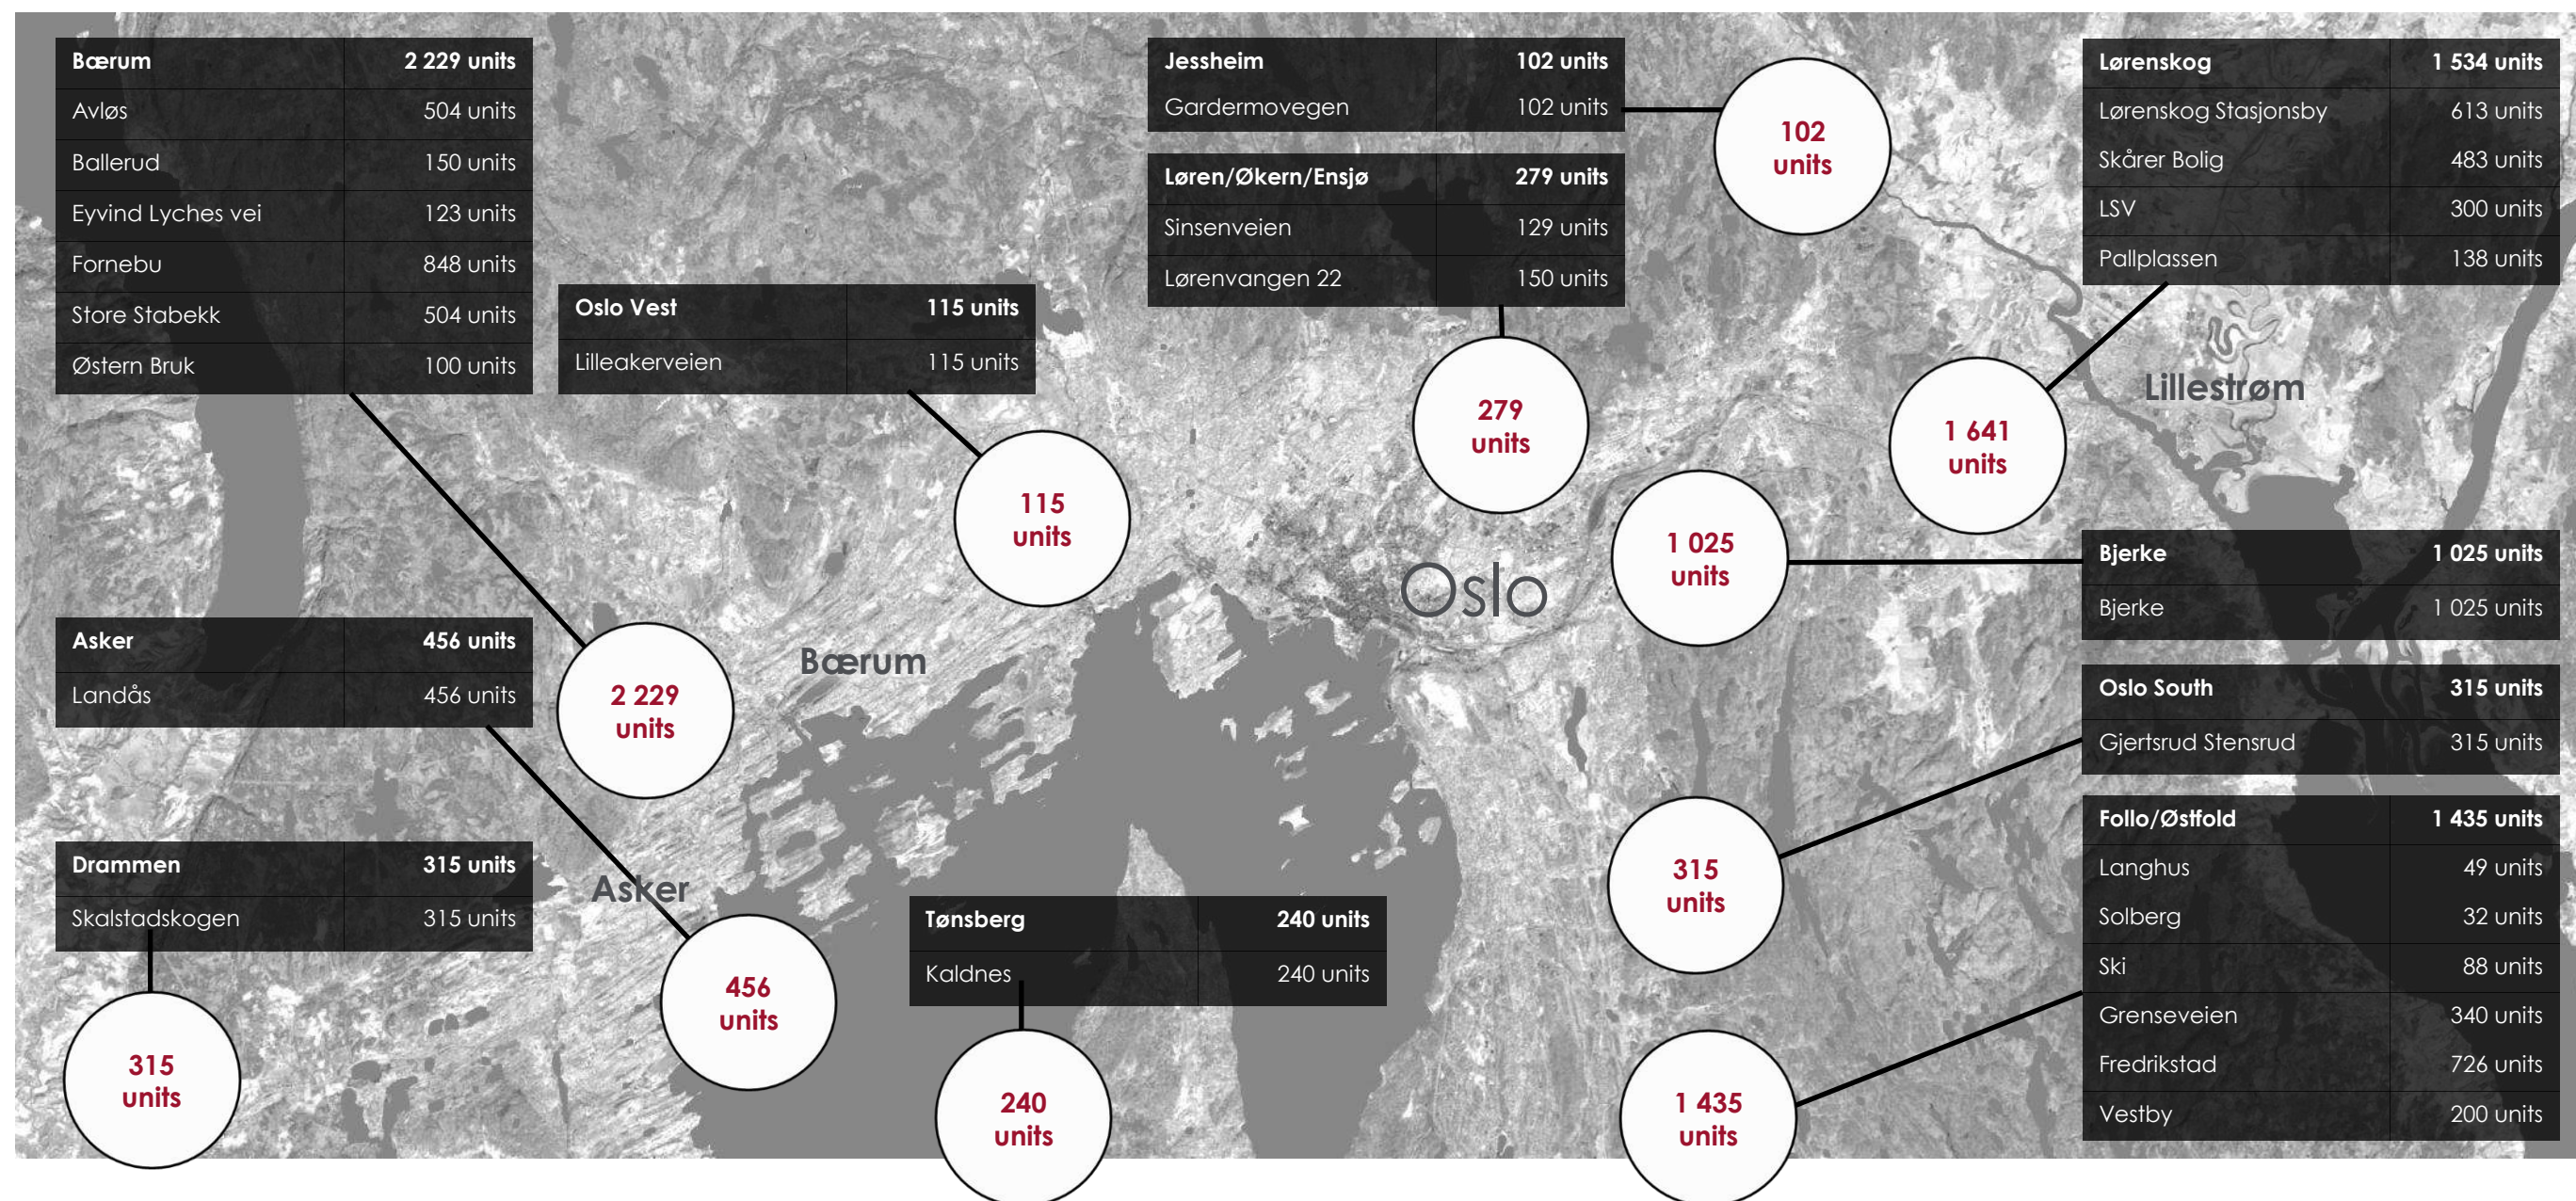 Bærum 2 229 units
Avløs 504 units
Ballerud 150 units
Eyvind Lyches vei 123 units
Fornebu 848 units
Store Stabekk 504 units
Østern Bruk 100 units
Oslo Vest 115 units
Lilleakerveien 115 units
Jessheim 102 units
Gardermovegen 102 units
Løren/Økern/Ensjø 279 units
Sinsenveien 129 units
Lørenvangen 22 150 units
Lørenskog 1 534 units
Lørenskog Stasjonsby 613 units
Skårer Bolig 483 units
LSV 300 units
Pallplassen 138 units
102
units
279
units
1 641
units
Lillestrøm
115
units
1 025
units
Oslo
Bjerke 1 025 units
Bjerke 1 025 units
Asker 456 units
Landås 456 units
2 229
units
Bærum
Oslo South 315 units
Gjertsrud Stensrud 315 units
315
units
Drammen 315 units
Skalstadskogen 315 units
315
units
Asker
456
units
Tønsberg 240 units
Kaldnes 240 units
240
units
Follo/Østfold 1 435 units
Langhus 49 units
Solberg 32 units
Ski 88 units
Grenseveien 340 units
Fredrikstad 726 units
Vestby 200 units
1 435
units